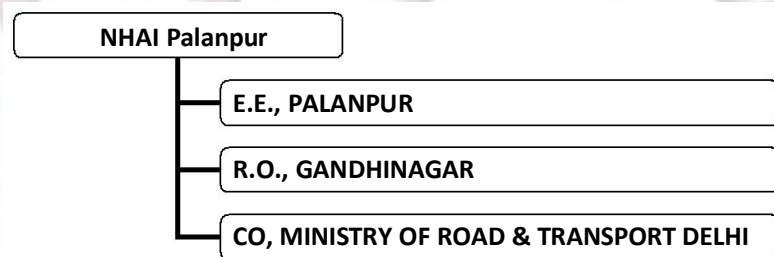 NHAI Palanpur
E.E., PALANPUR
R.O., GANDHINAGAR
CO, MINISTRY OF ROAD & TRANSPORT DELHI